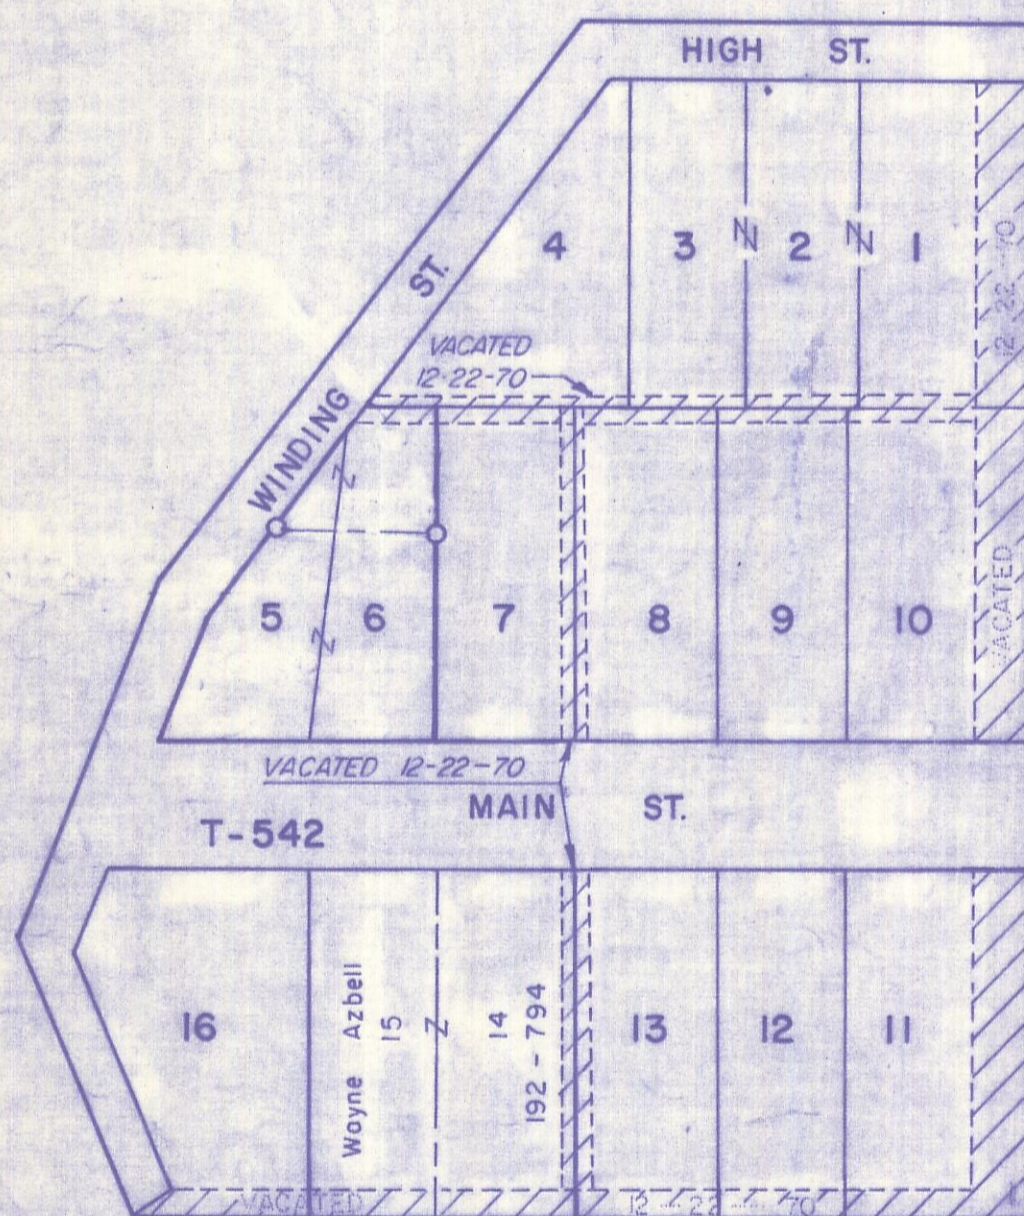 HIGH ST.
WINDING ST.
4
3
2
1
12-22-70
VACATED
12-22-70
5
6
7
8
9
10
VACATED
VACATED 12-22-70
MAIN ST.
T-542
16
Wayne Azbell
15
Z
14
192-794
13
12
11
VACATED 12-22-70
Z
Z